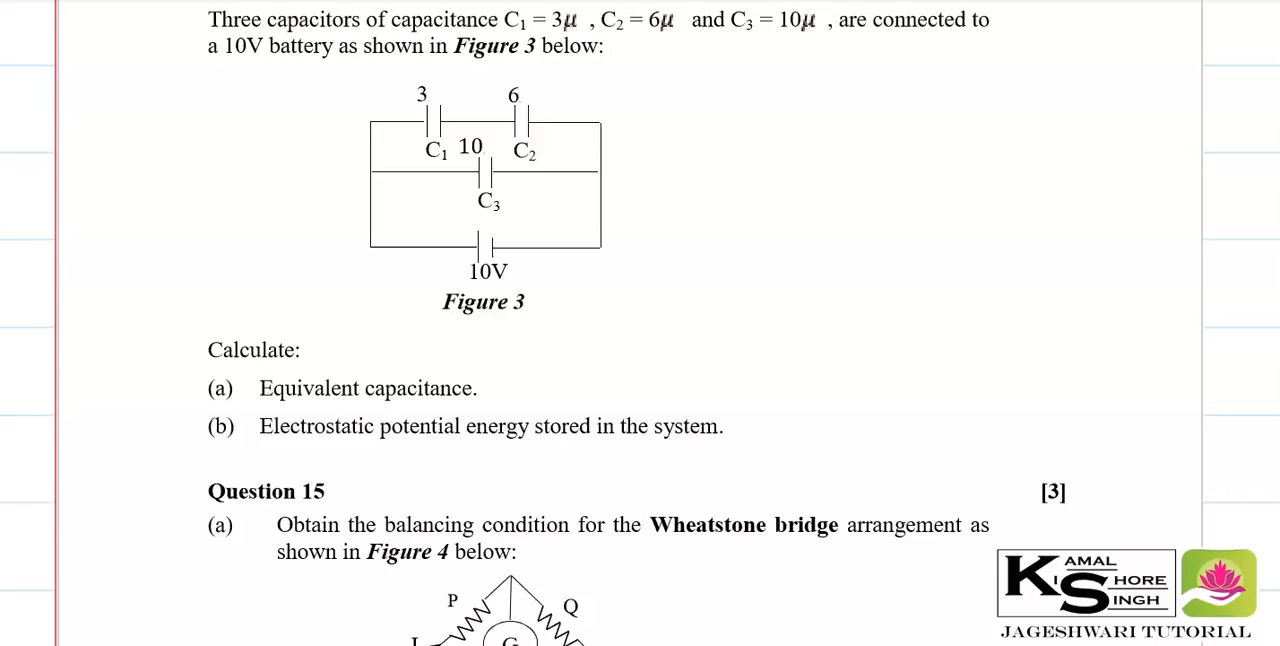 Three capacitors of capacitance C₁ = 3μ , C₂ = 6μ and C₃ = 10μ , are connected to
a 10V battery as shown in Figure 3 below:
3 6
C₁ 10 C₂
C₃
10V
Figure 3
Calculate:
(a) Equivalent capacitance.
(b) Electrostatic potential energy stored in the system.
Question 15 [3]
(a) Obtain the balancing condition for the Wheatstone bridge arrangement as
shown in Figure 4 below:
P Q
G
KAMAL
KISHORE
SINGH
JAGESHWARI TUTORIAL